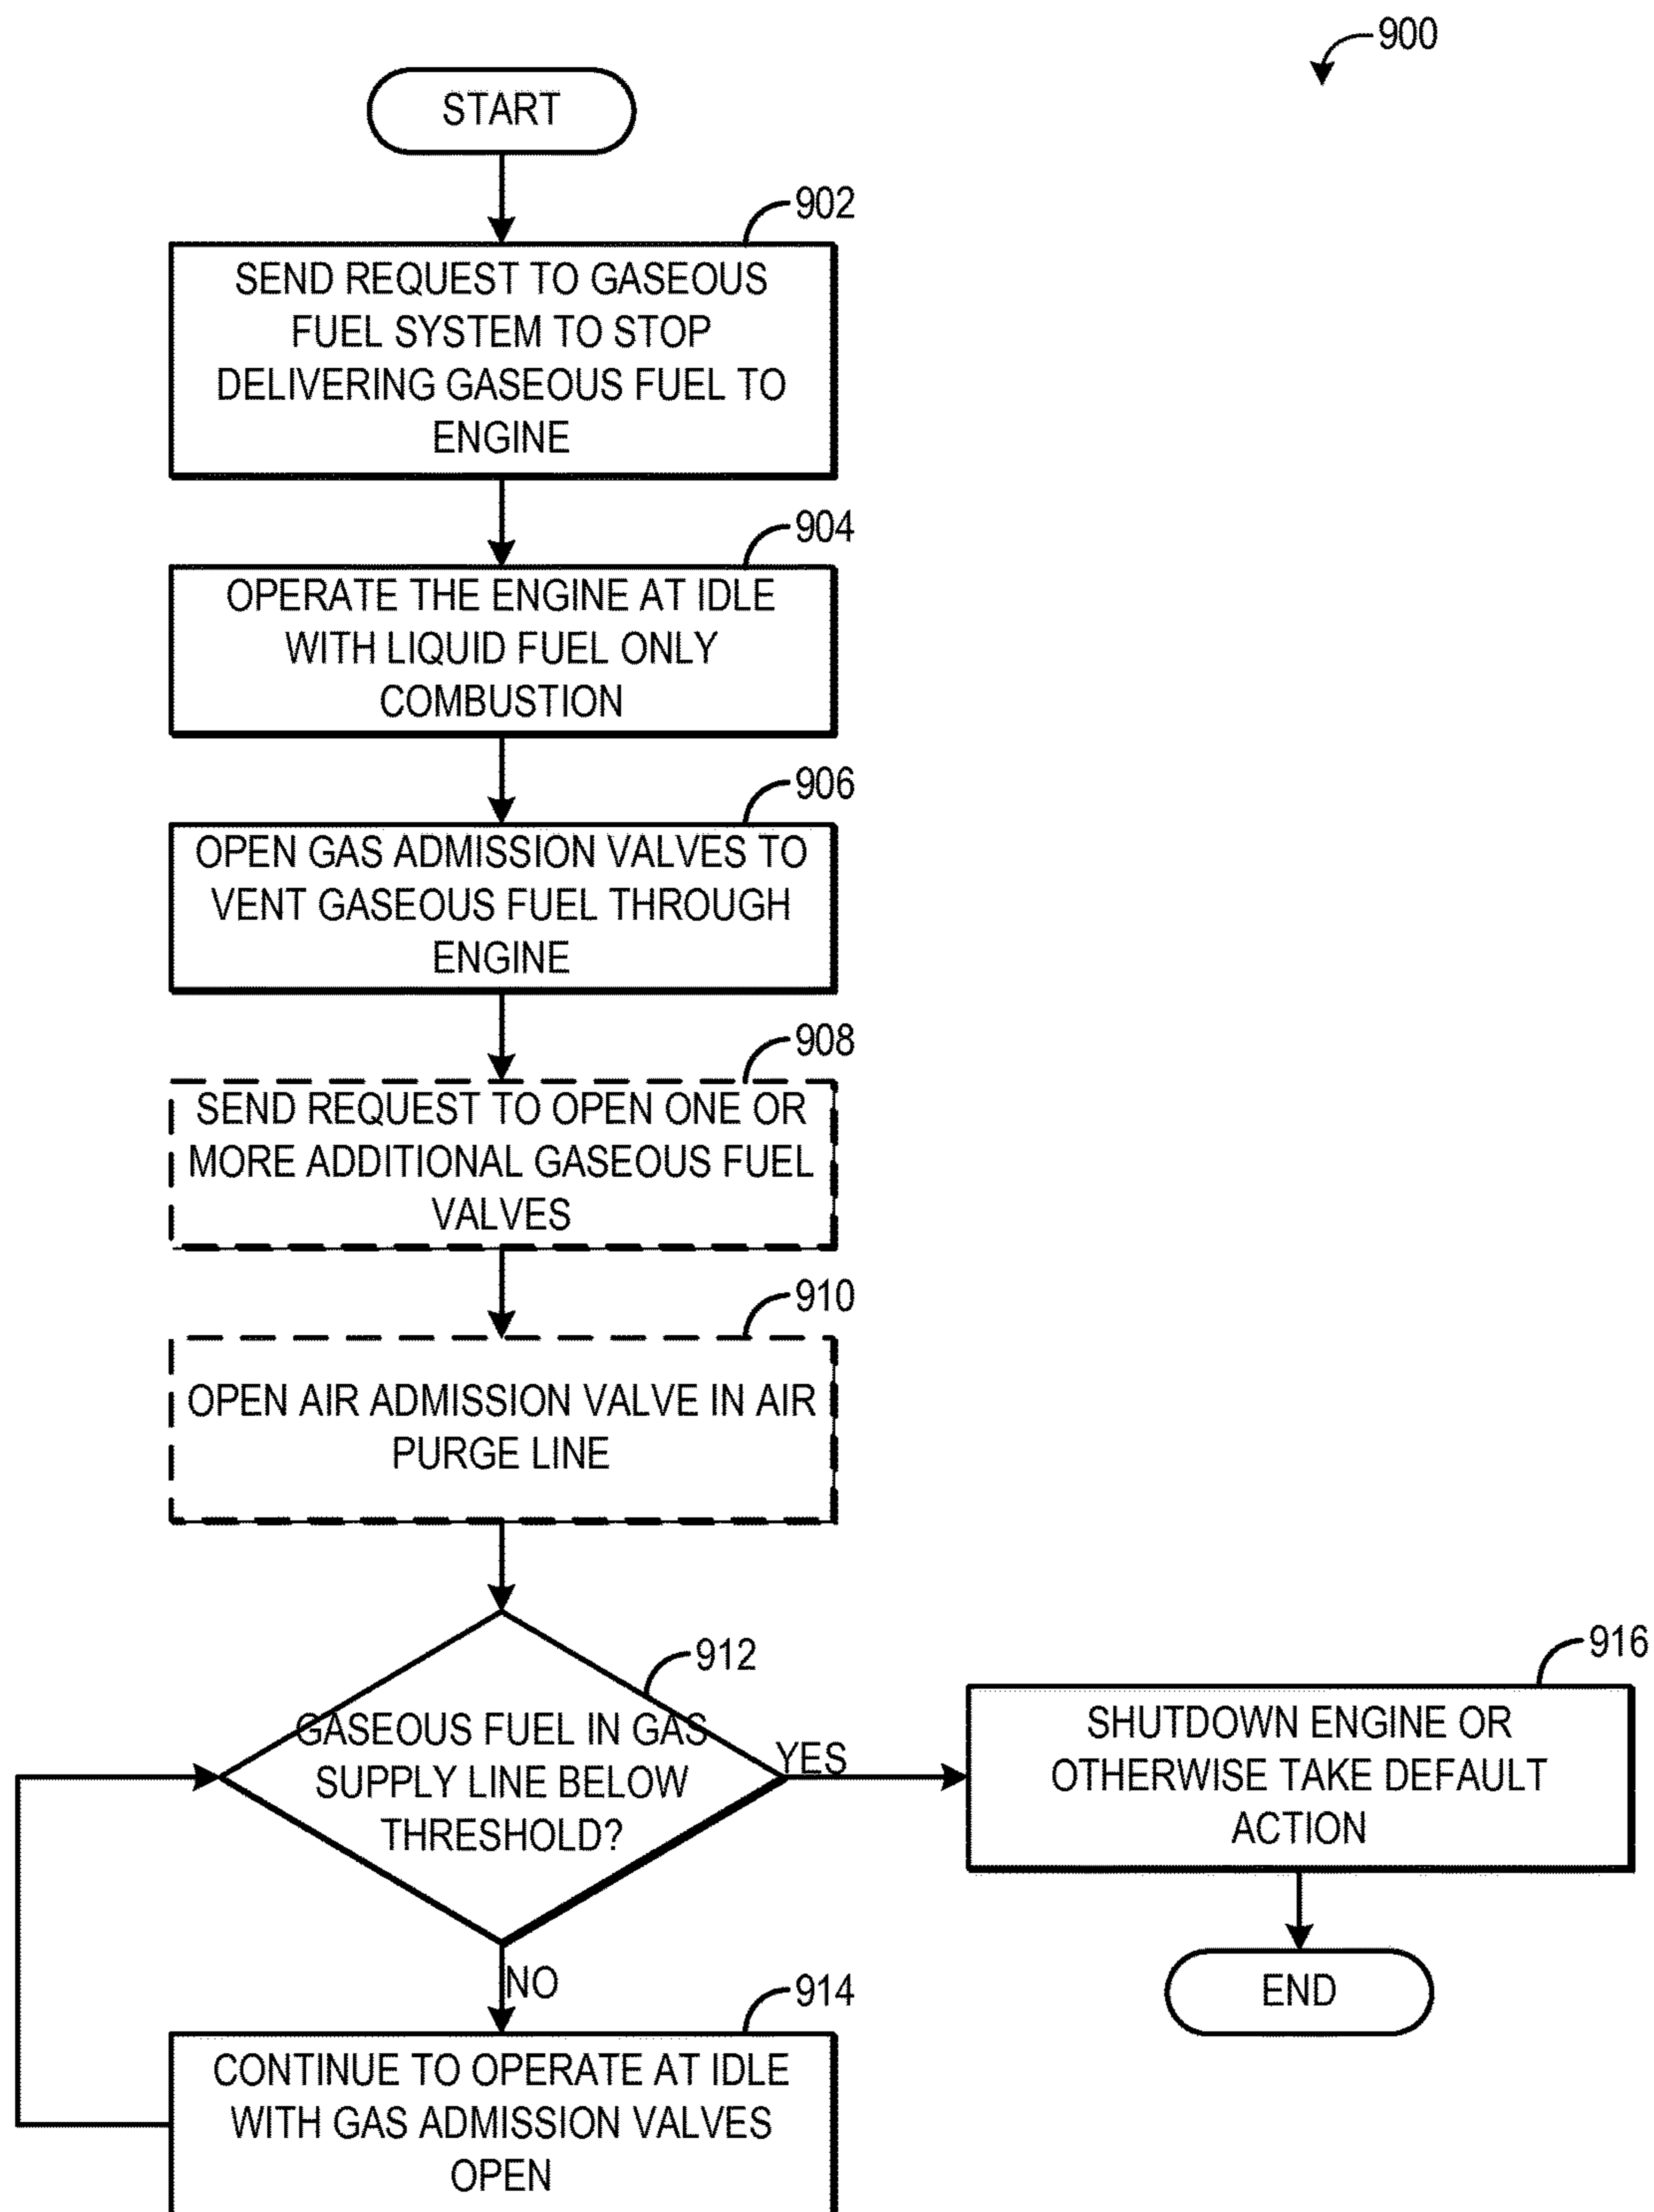 900
START
902
SEND REQUEST TO GASEOUS
FUEL SYSTEM TO STOP
DELIVERING GASEOUS FUEL TO
ENGINE
904
OPERATE THE ENGINE AT IDLE
WITH LIQUID FUEL ONLY
COMBUSTION
906
OPEN GAS ADMISSION VALVES TO
VENT GASEOUS FUEL THROUGH
ENGINE
908
SEND REQUEST TO OPEN ONE OR
MORE ADDITIONAL GASEOUS FUEL
VALVES
910
OPEN AIR ADMISSION VALVE IN AIR
PURGE LINE
912
GASEOUS FUEL IN GAS
SUPPLY LINE BELOW
THRESHOLD?
YES
916
SHUTDOWN ENGINE OR
OTHERWISE TAKE DEFAULT
ACTION
END
NO
914
CONTINUE TO OPERATE AT IDLE
WITH GAS ADMISSION VALVES
OPEN